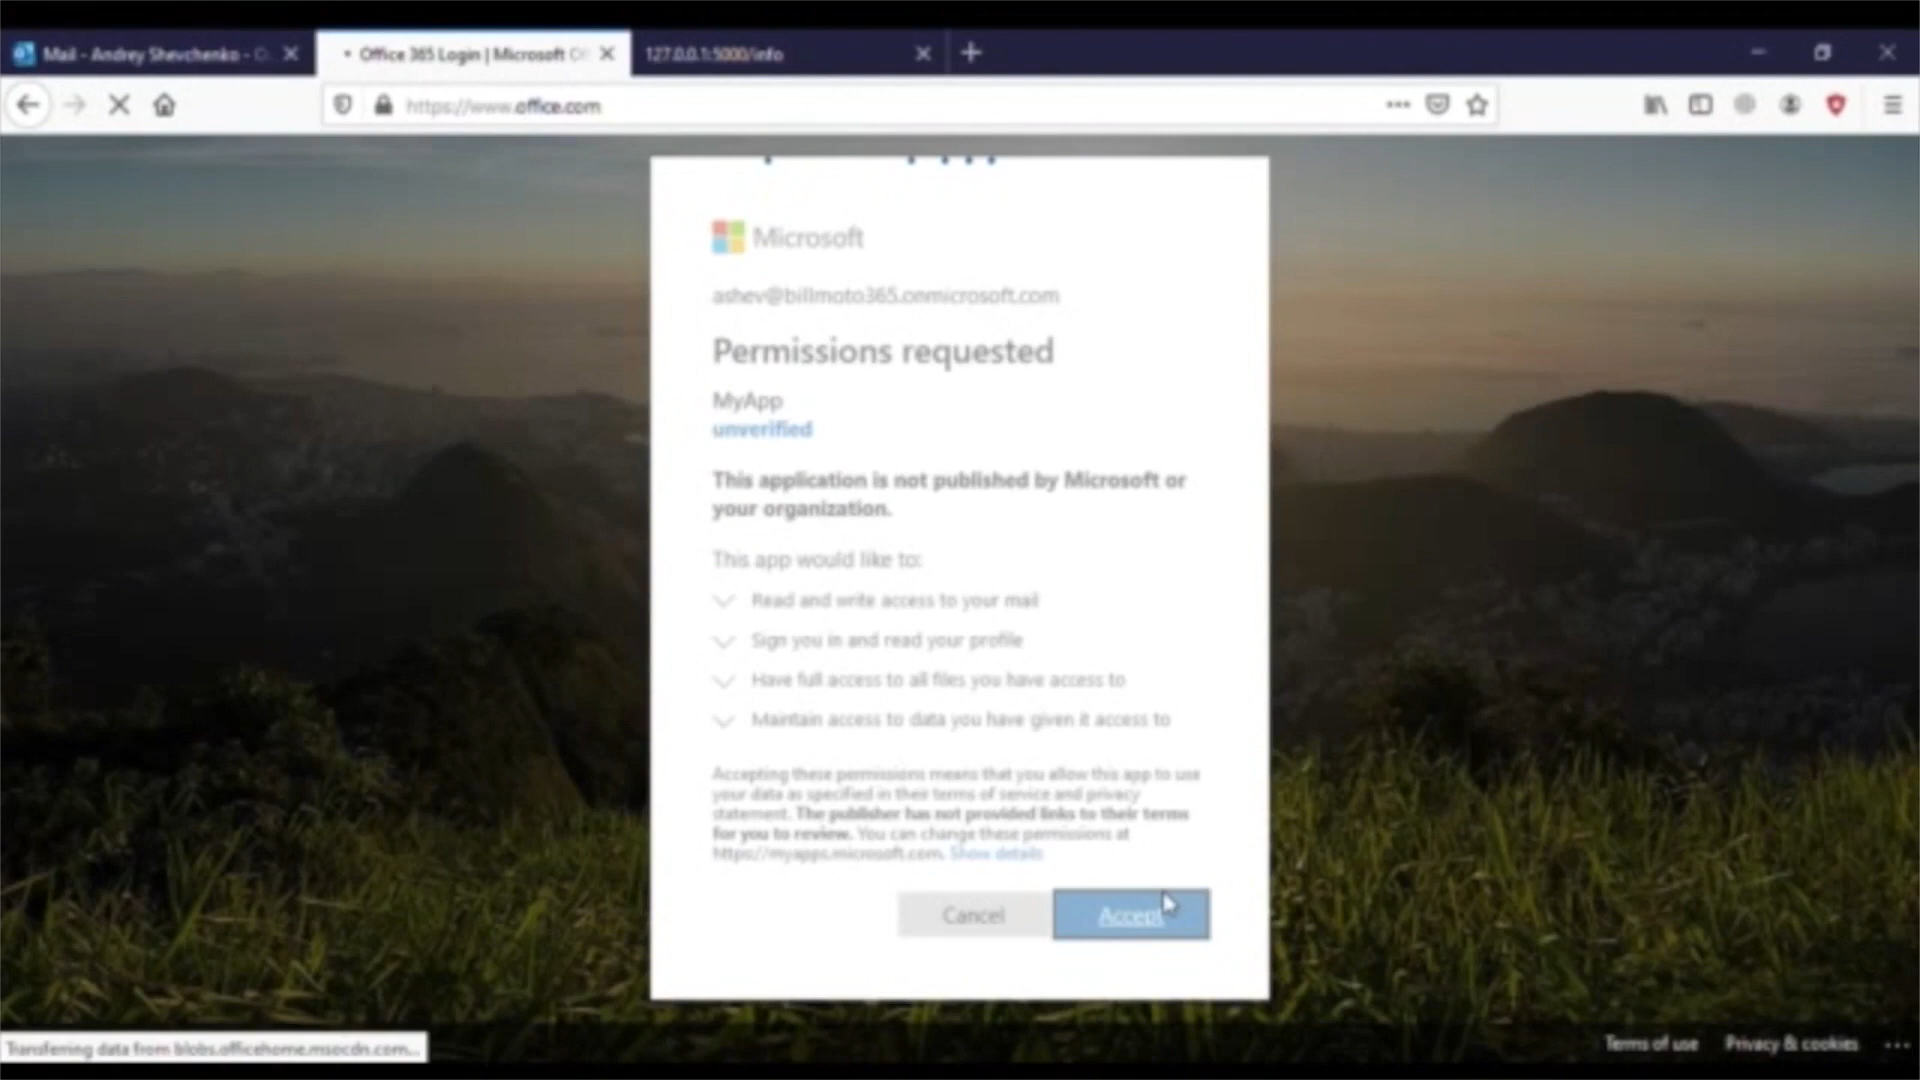 Mail - Andrey Shevchenko - O
Office 365 Login | Microsoft Of
127.0.0.1:5000/info
https://www.office.com
Microsoft
ashev@billmoto365.onmicrosoft.com
Permissions requested
MyApp
unverified
This application is not published by Microsoft or
your organization.
This app would like to:
Read and write access to your mail
Sign you in and read your profile
Have full access to all files you have access to
Maintain access to data you have given it access to
Accepting these permissions means that you allow this app to use
your data as specified in their terms of service and privacy
statement. The publisher has not provided links to their terms
for you to review. You can change these permissions at
https://myapps.microsoft.com. Show details
Cancel
Accept
Transferring data from blobs.officehome.msocdn.com...
Terms of use
Privacy & cookies